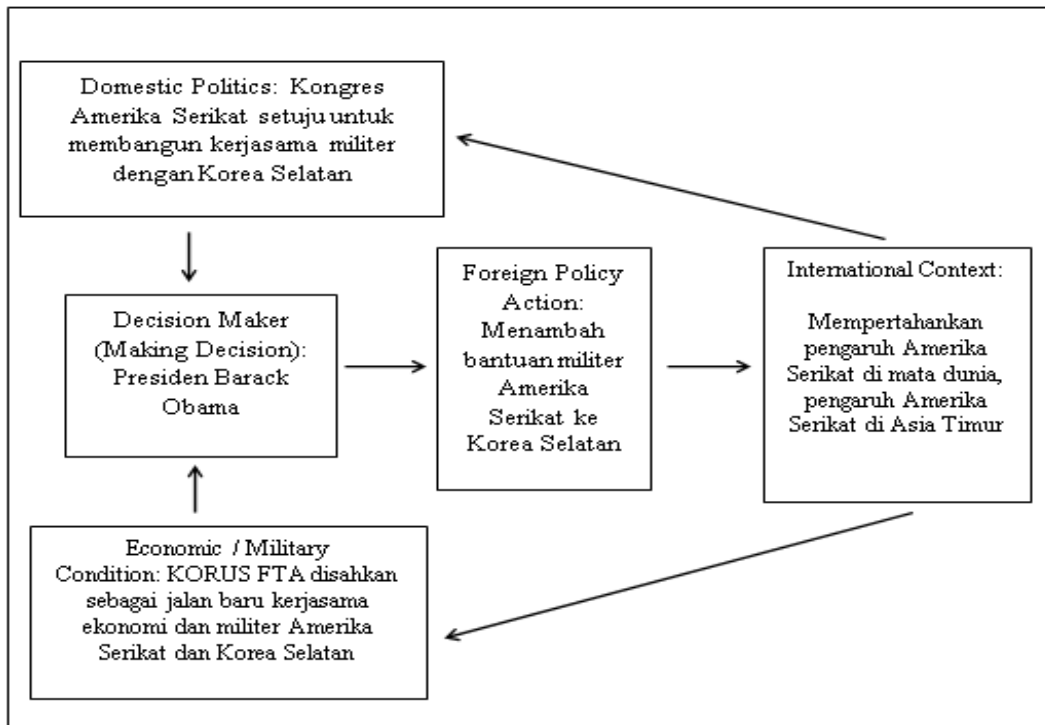 Domestic Politics: Kongres
Amerika Serikat setuju untuk
membangun kerjasama militer
dengan Korea Selatan
Decision Maker
(Making Decision):
Presiden Barack
Obama
Foreign Policy
Action:
Menambah
bantuan militer
Amerika
Serikat ke
Korea Selatan
International Context:
Mempertahankan
pengaruh Amerika
Serikat di mata dunia,
pengaruh Amerika
Serikat di Asia Timur
Economic / Military
Condition: KORUS FTA disahkan
sebagai jalan baru kerjasama
ekonomi dan militer Amerika
Serikat dan Korea Selatan